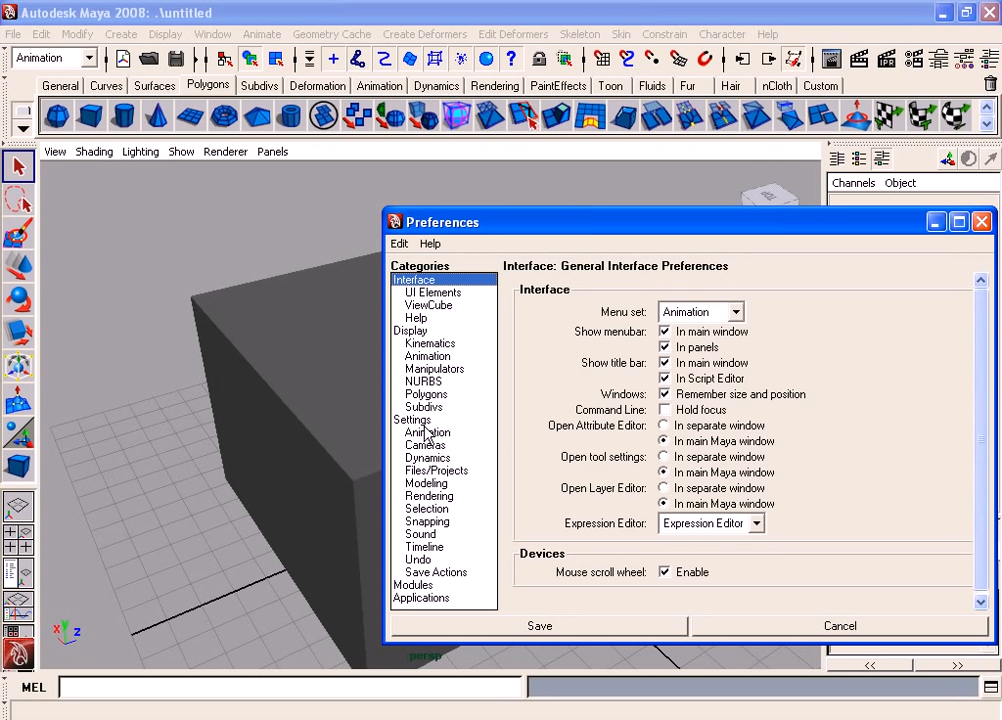 Autodesk Maya 2008: .\untitled
File Edit Modify Create Display Window Animate Geometry Cache Create Deformers Edit Deformers Skeleton Skin Constrain Character Help
Animation
General Curves Surfaces Polygons Subdivs Deformation Animation Dynamics Rendering PaintEffects Toon Fluids Fur Hair nCloth Custom
View Shading Lighting Show Renderer Panels
Channels Object
Preferences
Edit Help
Categories
Interface
UI Elements
ViewCube
Help
Display
Kinematics
Animation
Manipulators
NURBS
Polygons
Subdivs
Settings
Animation
Cameras
Dynamics
Files/Projects
Modeling
Rendering
Selection
Snapping
Sound
Timeline
Undo
Save Actions
Modules
Applications
Interface: General Interface Preferences
Interface
Menu set: Animation
Show menubar: In main window
In panels
Show title bar: In main window
In Script Editor
Windows: Remember size and position
Command Line: Hold focus
Open Attribute Editor: In separate window
In main Maya window
Open tool settings: In separate window
In main Maya window
Open Layer Editor: In separate window
In main Maya window
Expression Editor: Expression Editor
Devices
Mouse scroll wheel: Enable
Save Cancel
persp
X Y Z
<< >>
MEL